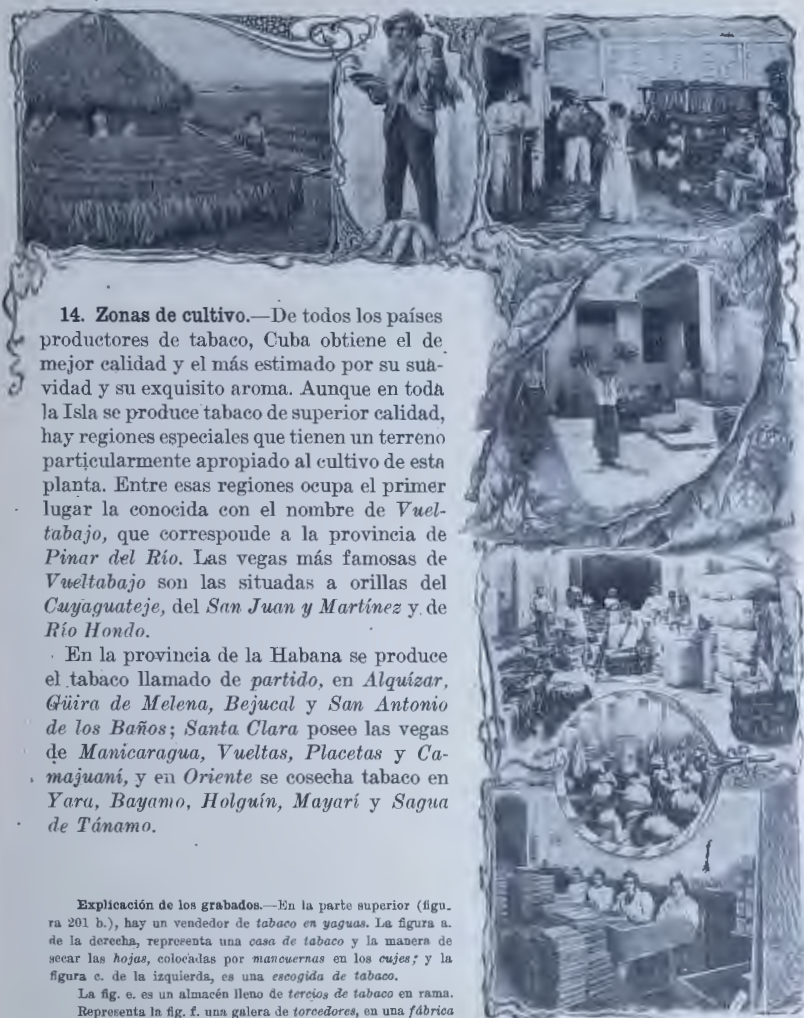 14. Zonas de cultivo.—De todos los países
productores de tabaco, Cuba obtiene el de
mejor calidad y el más estimado por su sua-
vidad y su exquisito aroma. Aunque en toda
la Isla se produce tabaco de superior calidad,
hay regiones especiales que tienen un terreno
particularmente apropiado al cultivo de esta
planta. Entre esas regiones ocupa el primer
lugar la conocida con el nombre de Vuel-
tabajo, que corresponde a la provincia de
Pinar del Río. Las vegas más famosas de
Vueltabajo son las situadas a orillas del
Cuyaguateje, del San Juan y Martínez y de
Río Hondo.
En la provincia de la Habana se produce
el tabaco llamado de partido, en Alquízar,
Güira de Melena, Bejucal y San Antonio
de los Baños; Santa Clara posee las vegas
de Manicaragua, Vueltas, Placetas y Ca-
majuaní, y en Oriente se cosecha tabaco en
Yara, Bayamo, Holguín, Mayarí y Sagua
de Tánamo.
Explicación de los grabados.—En la parte superior (figu-
ra 201 b.), hay un vendedor de tabaco en yaguas. La figura a.
de la derecha, representa una casa de tabaco y la manera de
secar las hojas, colocadas por mancuernas en los cujes; y la
figura c. de la izquierda, es una escogida de tabaco.
La fig. e. es un almacén lleno de tercios de tabaco en rama.
Representa la fig. f. una galera de torcedores, en una fábrica